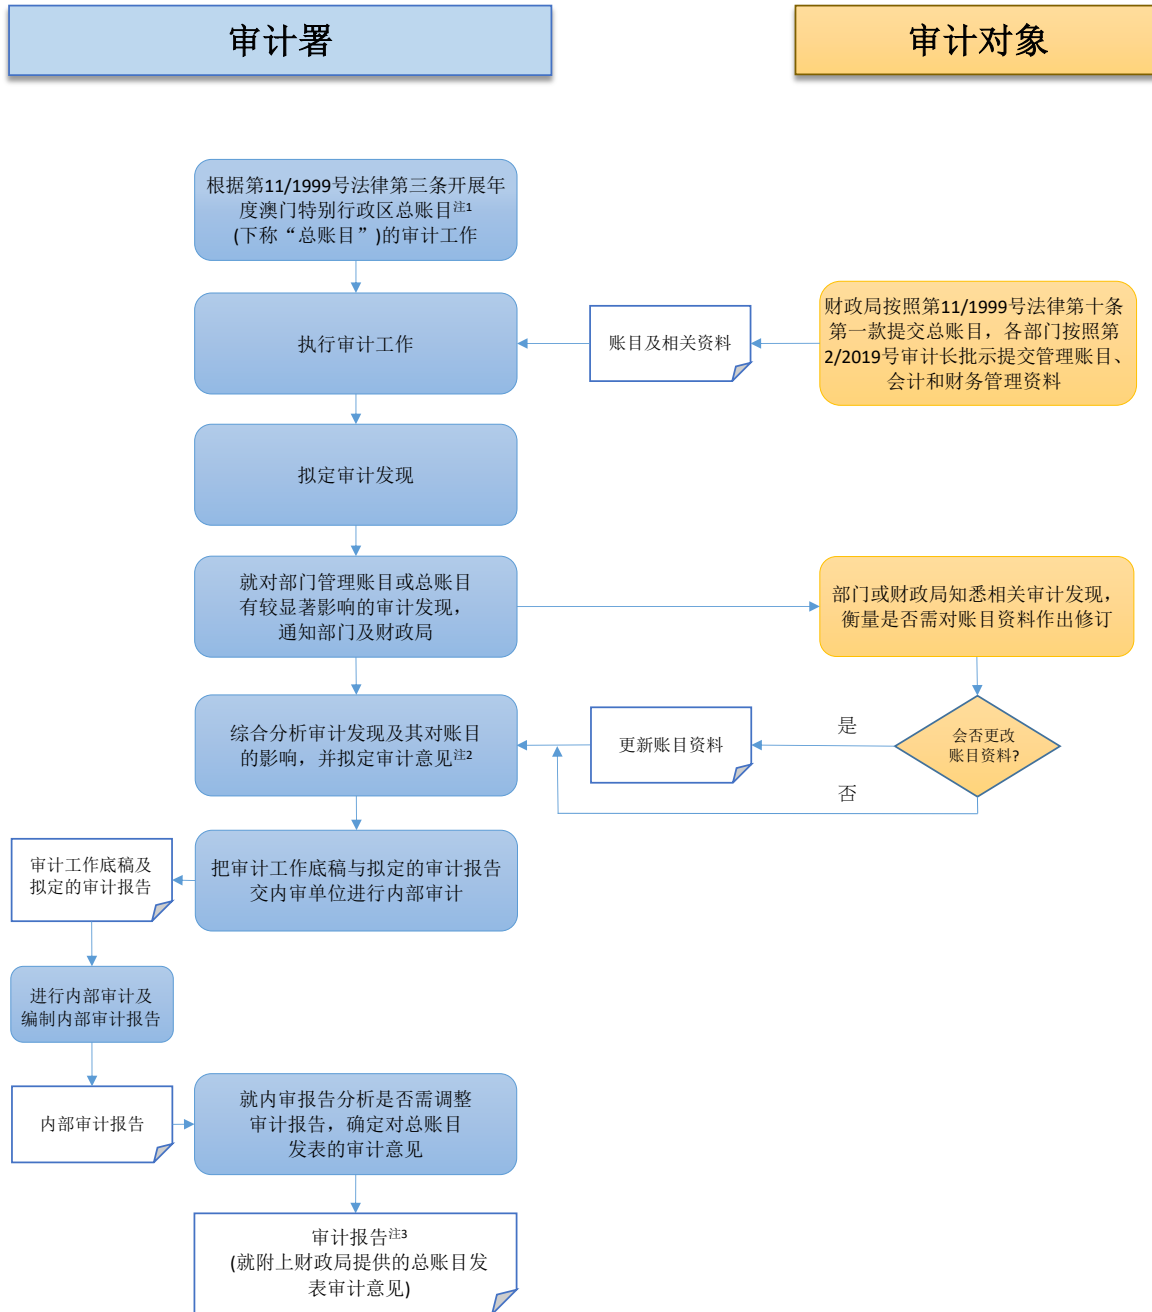 审计署
审计对象
根据第11/1999号法律第三条开展年
度澳门特别行政区总账目注1
(下称“总账目”)的审计工作
执行审计工作
账目及相关资料
财政局按照第11/1999号法律第十条
第一款提交总账目，各部门按照第
2/2019号审计长批示提交管理账目、
会计和财务管理资料
拟定审计发现
就对部门管理账目或总账目
有较显著影响的审计发现，
通知部门及财政局
部门或财政局知悉相关审计发现，
衡量是否需对账目资料作出修订
综合分析审计发现及其对账目
的影响，并拟定审计意见注2
更新账目资料
是
会否更改
账目资料?
否
审计工作底稿及
拟定的审计报告
把审计工作底稿与拟定的审计报告
交内审单位进行内部审计
进行内部审计及
编制内部审计报告
内部审计报告
就内审报告分析是否需调整
审计报告，确定对总账目
发表的审计意见
审计报告注3
(就附上财政局提供的总账目发
表审计意见)